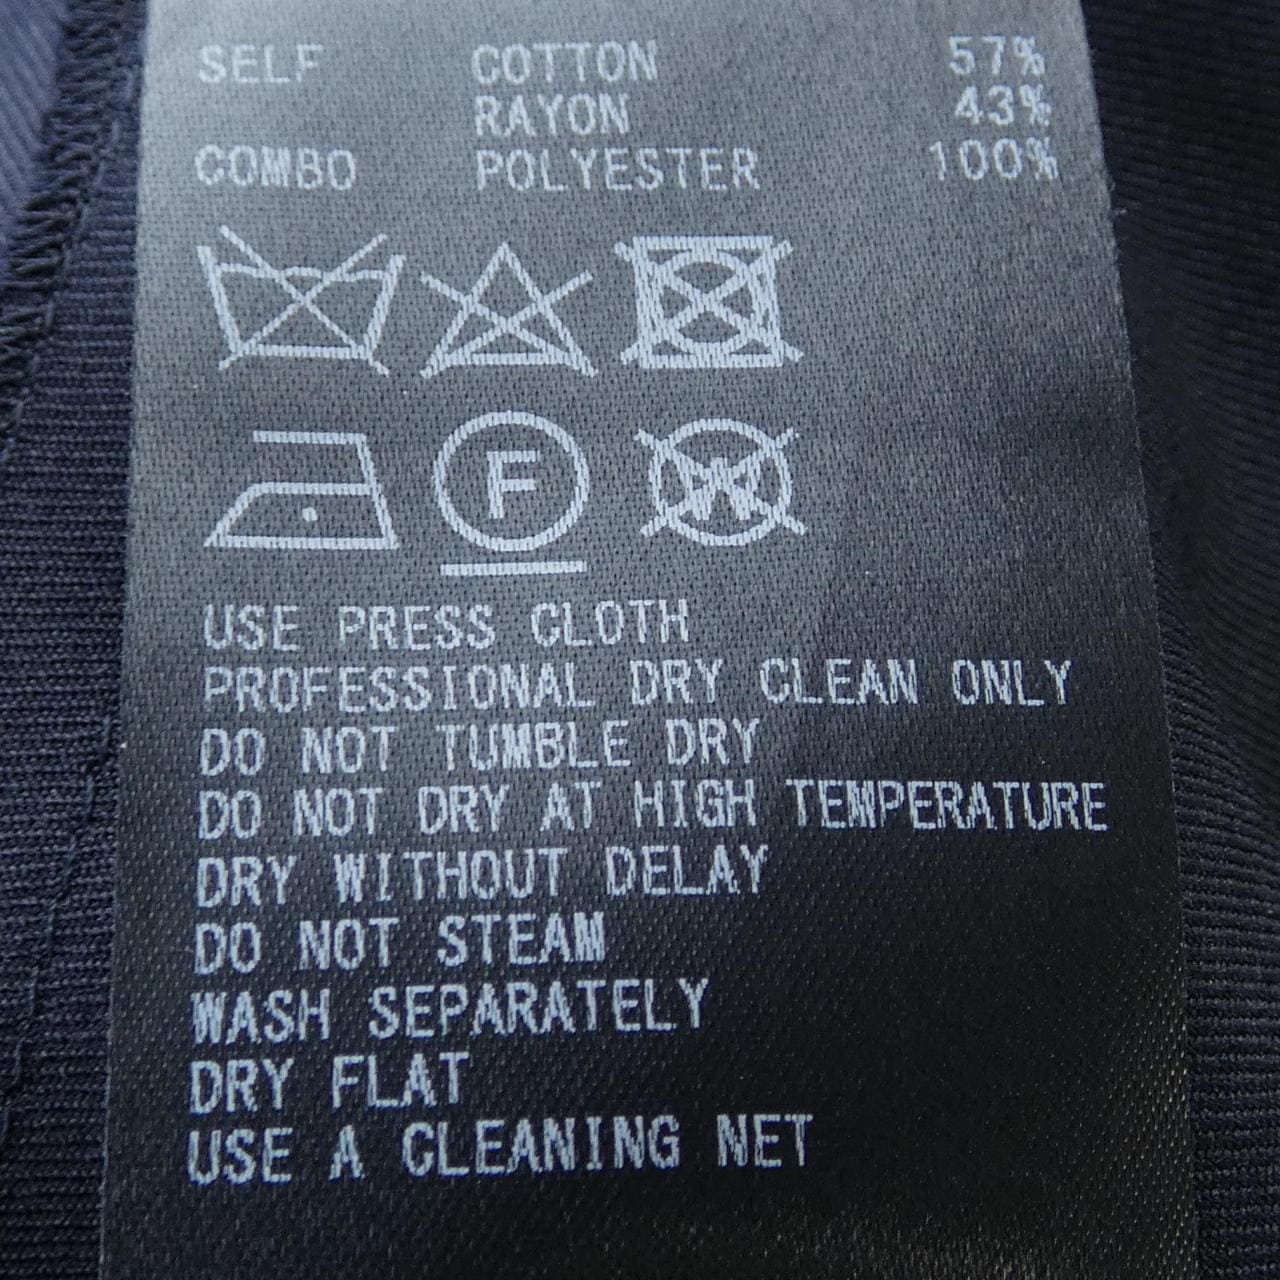 SELF COTTON 57%
RAYON 43%
COMBO POLYESTER 100%
F W
USE PRESS CLOTH
PROFESSIONAL DRY CLEAN ONLY
DO NOT TUMBLE DRY
DO NOT DRY AT HIGH TEMPERATURE
DRY WITHOUT DELAY
DO NOT STEAM
WASH SEPARATELY
DRY FLAT
USE A CLEANING NET